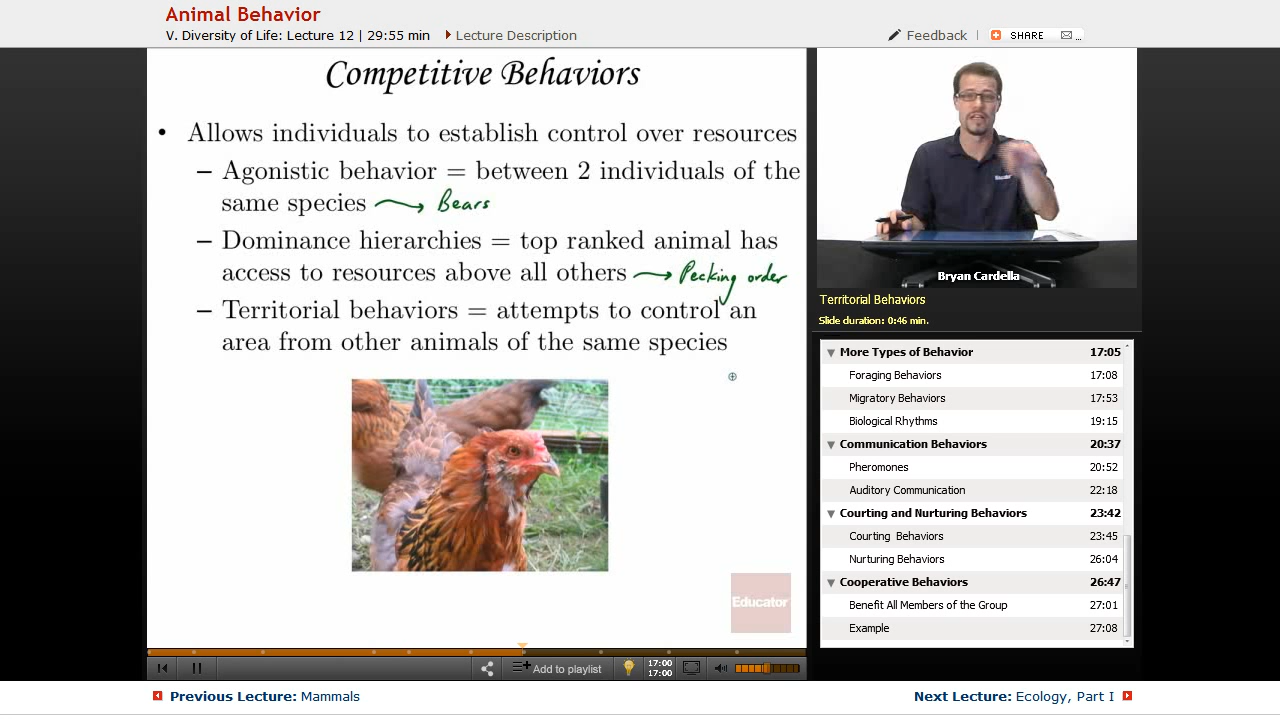 Animal Behavior
V. Diversity of Life: Lecture 12 | 29:55 min
Lecture Description
Feedback
SHARE
Competitive Behaviors
• Allows individuals to establish control over resources
– Agonistic behavior = between 2 individuals of the
same species → Bears
– Dominance hierarchies = top ranked animal has
access to resources above all others → Pecking order
– Territorial behaviors = attempts to control an
area from other animals of the same species
Educator
Bryan Cardella
Territorial Behaviors
Slide duration: 0:46 min.
More Types of Behavior 17:05
Foraging Behaviors 17:08
Migratory Behaviors 17:53
Biological Rhythms 19:15
Communication Behaviors 20:37
Pheromones 20:52
Auditory Communication 22:18
Courting and Nurturing Behaviors 23:42
Courting Behaviors 23:45
Nurturing Behaviors 26:04
Cooperative Behaviors 26:47
Benefit All Members of the Group 27:01
Example 27:08
Add to playlist
17:00
17:00
Previous Lecture: Mammals
Next Lecture: Ecology, Part I